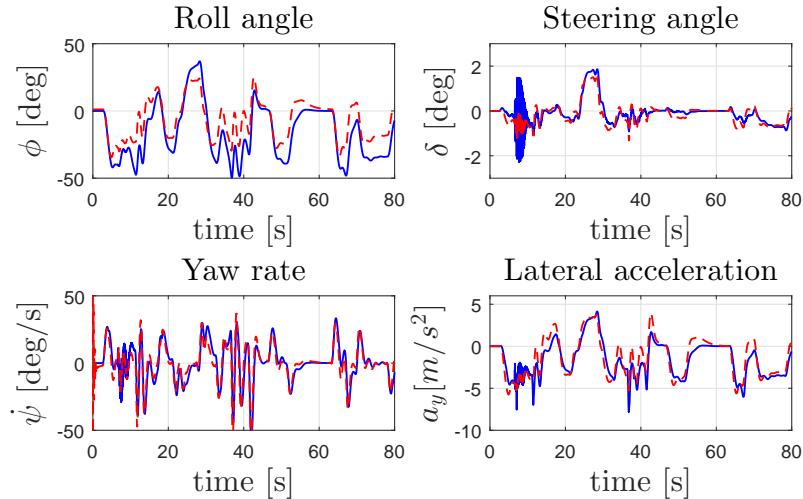 Roll angle
50
0
-50
ϕ [deg]
0 20 40 60 80
time [s]
Steering angle
2
0
-2
δ [deg]
0 20 40 60 80
time [s]
Yaw rate
50
0
-50
ψ̇ [deg/s]
0 20 40 60 80
time [s]
Lateral acceleration
5
0
-5
-10
a_y[m/s²]
0 20 40 60 80
time [s]